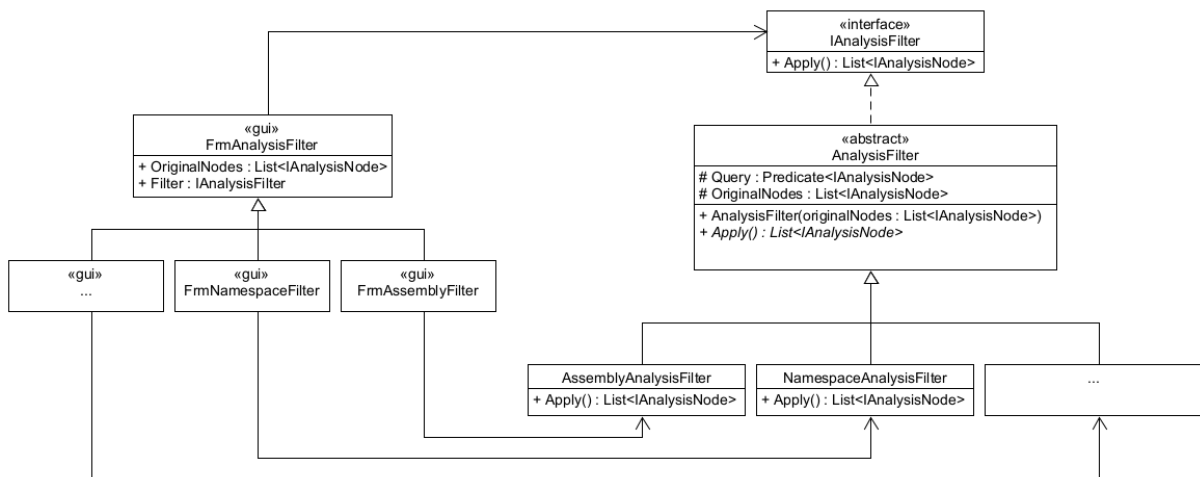 «interface»
IAnalysisFilter
+ Apply() : List<IAnalysisNode>
«gui»
FrmAnalysisFilter
+ OriginalNodes : List<IAnalysisNode>
+ Filter : IAnalysisFilter
«abstract»
AnalysisFilter
# Query : Predicate<IAnalysisNode>
# OriginalNodes : List<IAnalysisNode>
+ AnalysisFilter(originalNodes : List<IAnalysisNode>)
+ Apply() : List<IAnalysisNode>
«gui»
...
«gui»
FrmNamespaceFilter
«gui»
FrmAssemblyFilter
AssemblyAnalysisFilter
+ Apply() : List<IAnalysisNode>
NamespaceAnalysisFilter
+ Apply() : List<IAnalysisNode>
...